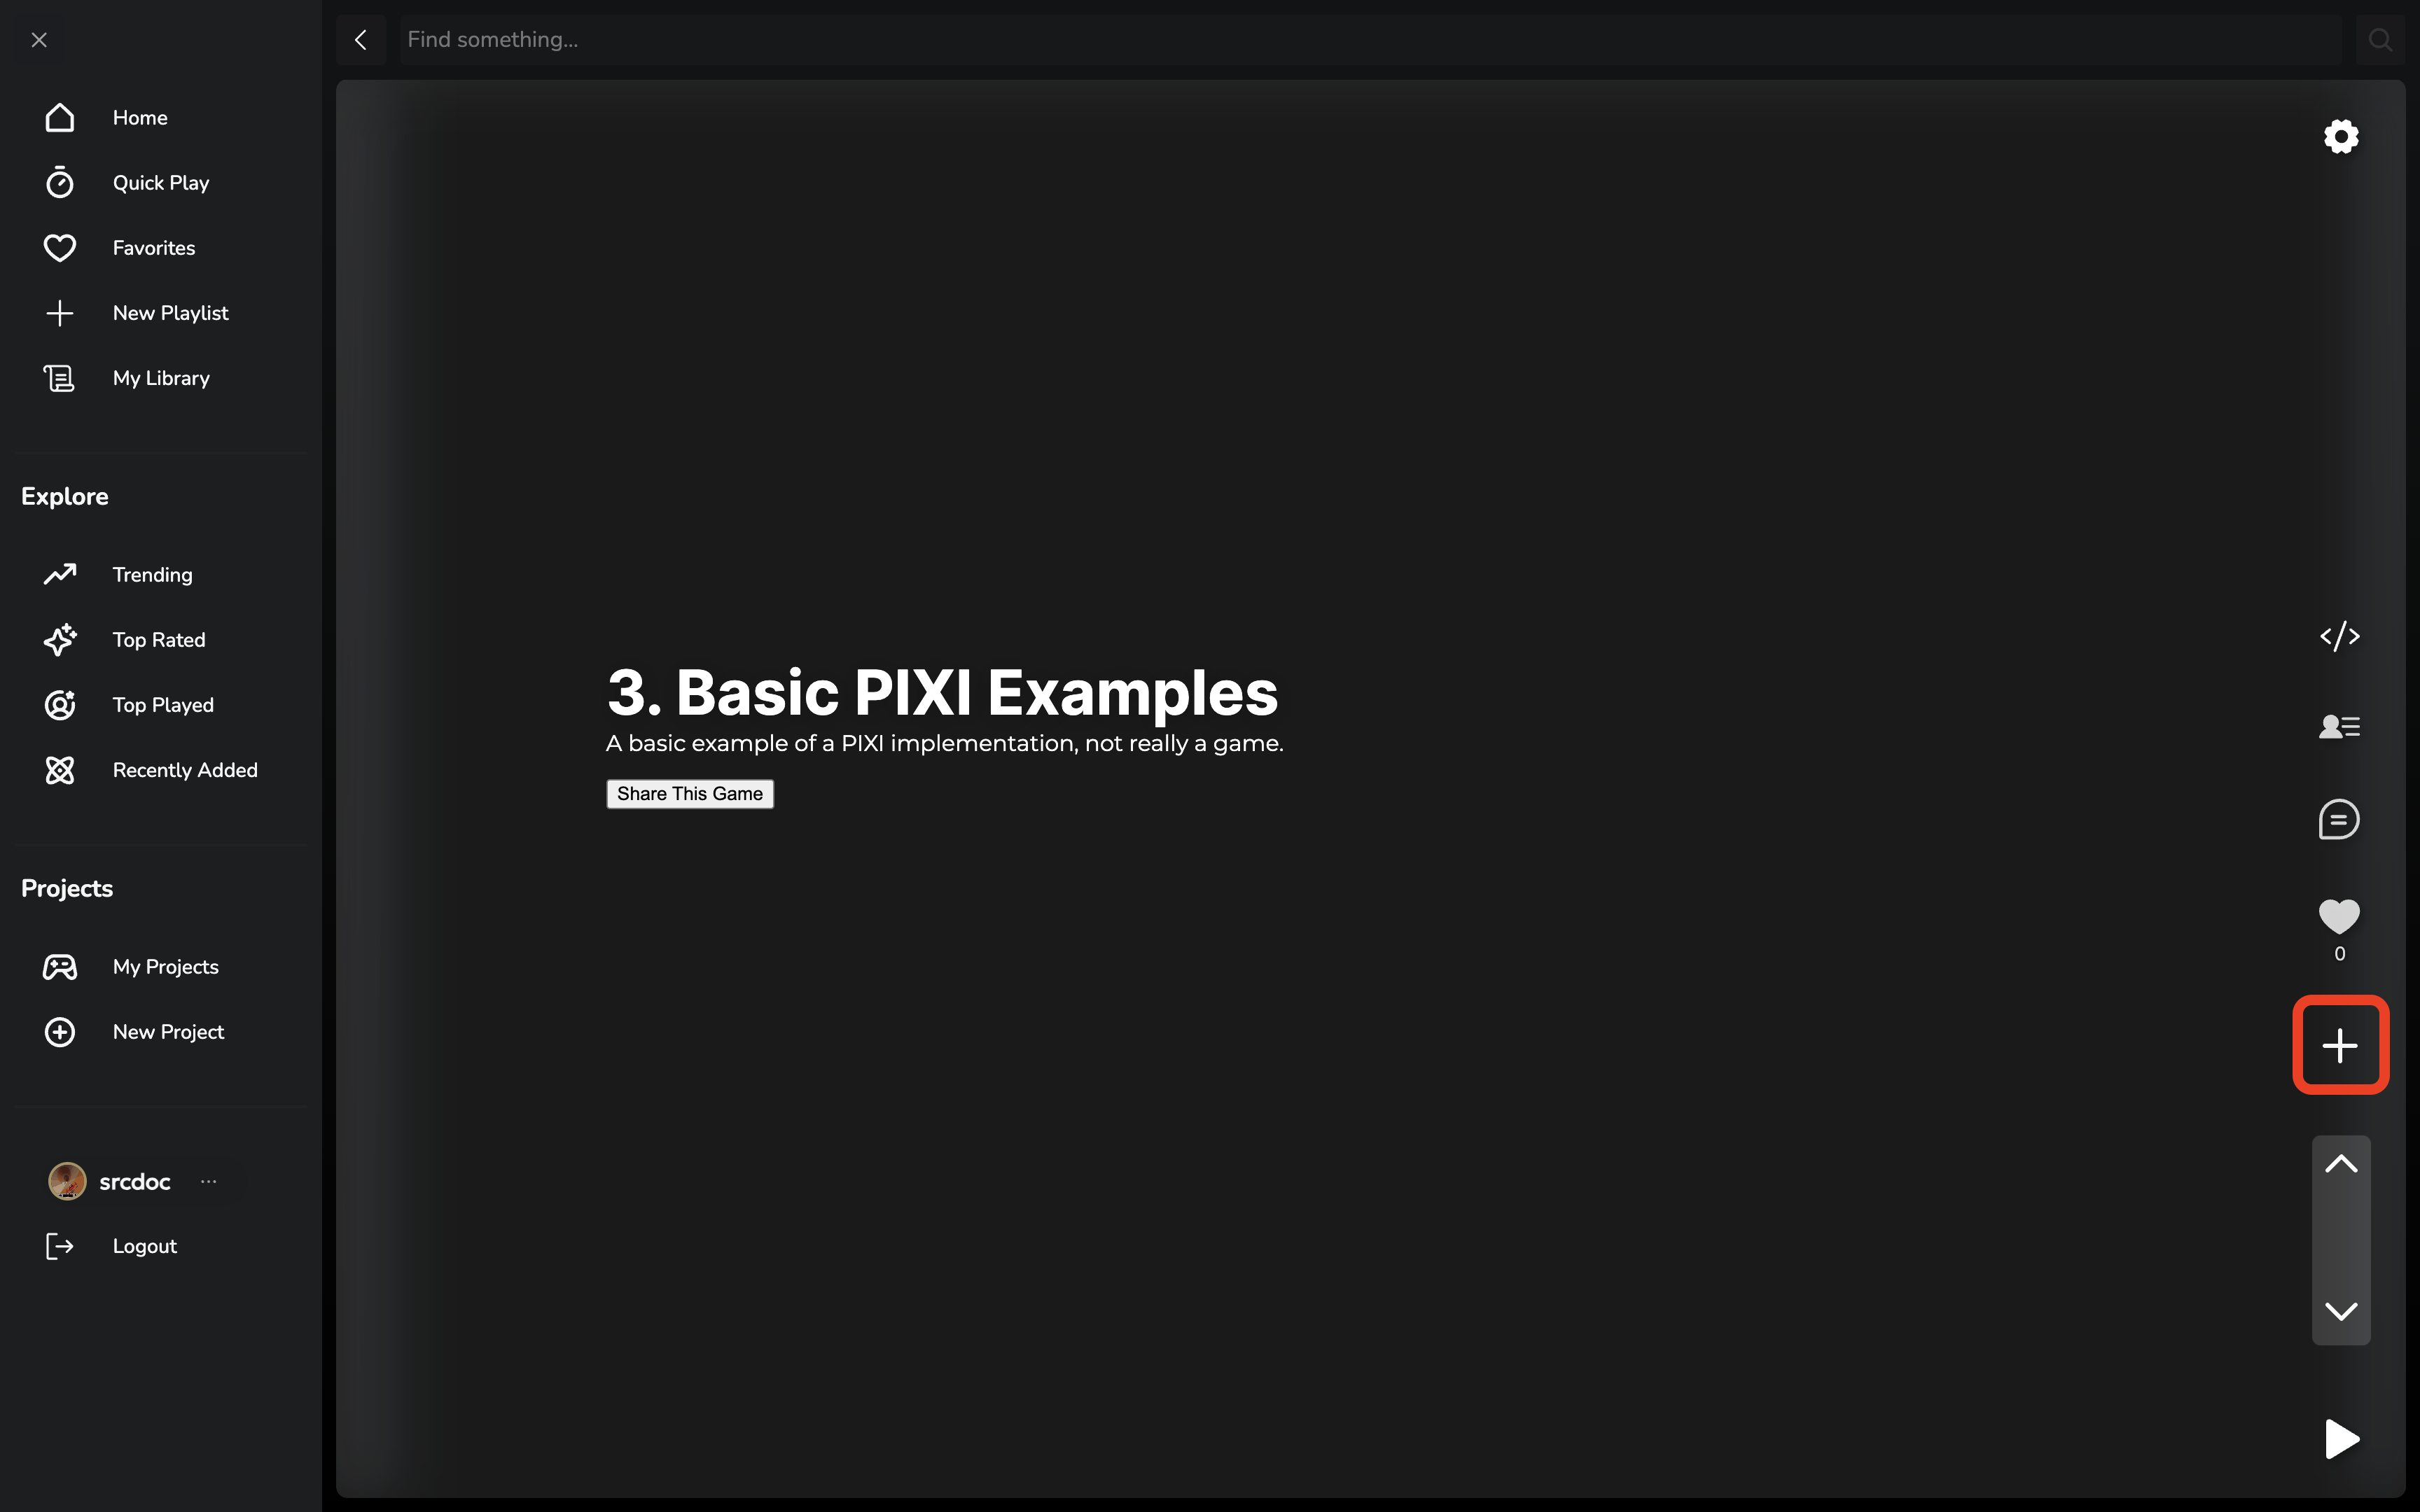 Find something...
Home
Quick Play
Favorites
New Playlist
My Library
Explore
Trending
Top Rated
Top Played
Recently Added
Projects
My Projects
New Project
srcdoc ...
Logout
3. Basic PIXI Examples
A basic example of a PIXI implementation, not really a game.
Share This Game
0